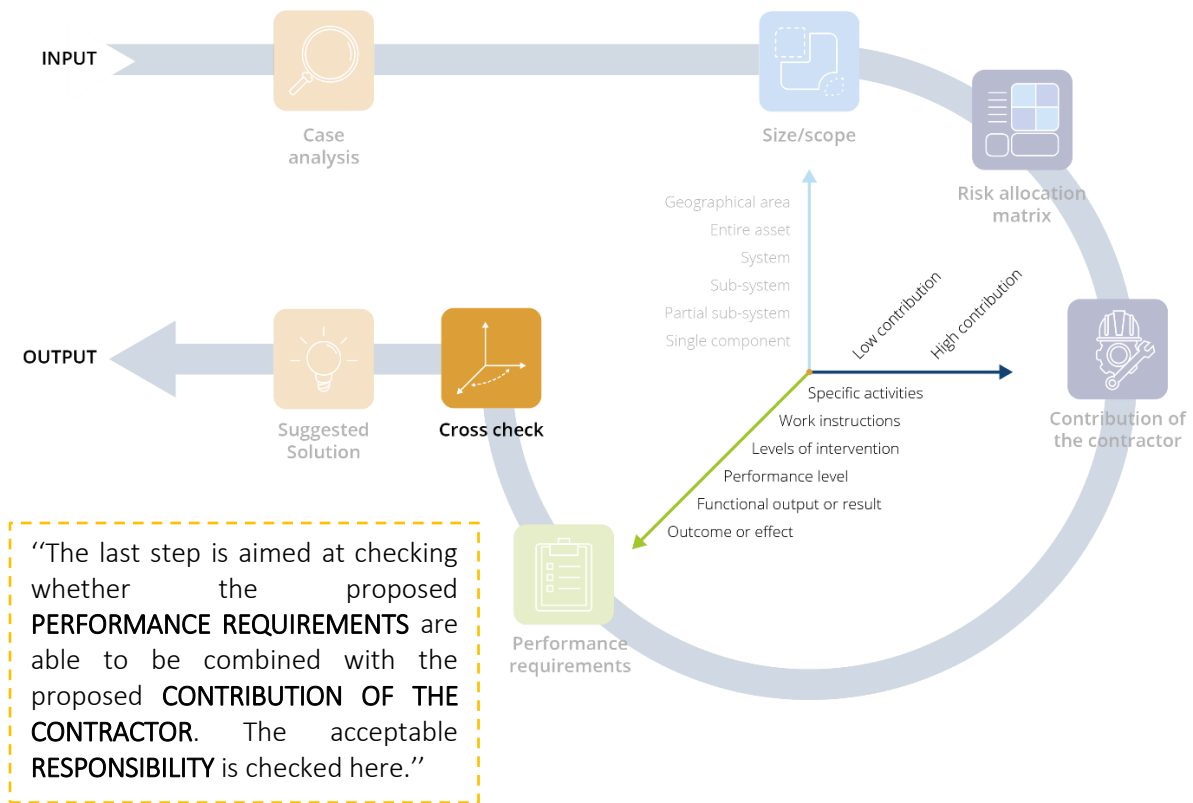 INPUT
Case
analysis
Size/scope
Risk allocation
matrix
Geographical area
Entire asset
System
Sub-system
Partial sub-system
Single component
Low contribution
High contribution
Contribution of
the contractor
Specific activities
Work instructions
Levels of intervention
Performance level
Functional output or result
Outcome or effect
OUTPUT
Suggested
Solution
Cross check
Performance
requirements
‘‘The last step is aimed at checking
whether the proposed
PERFORMANCE REQUIREMENTS are
able to be combined with the
proposed CONTRIBUTION OF THE
CONTRACTOR. The acceptable
RESPONSIBILITY is checked here.’’